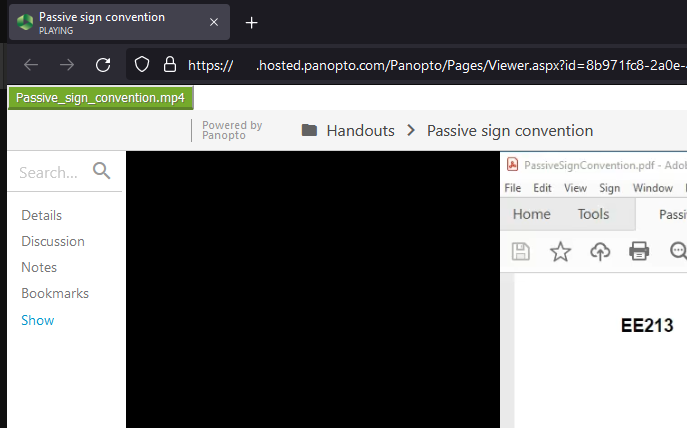 Passive sign convention
PLAYING
https:// .hosted.panopto.com/Panopto/Pages/Viewer.aspx?id=8b971fc8-2a0e-
Passive_sign_convention.mp4
Powered by
Panopto
Handouts > Passive sign convention
Search...
Details
Discussion
Notes
Bookmarks
Show
PassiveSignConvention.pdf - Adob
File Edit View Sign Window
Home Tools Passi
EE213